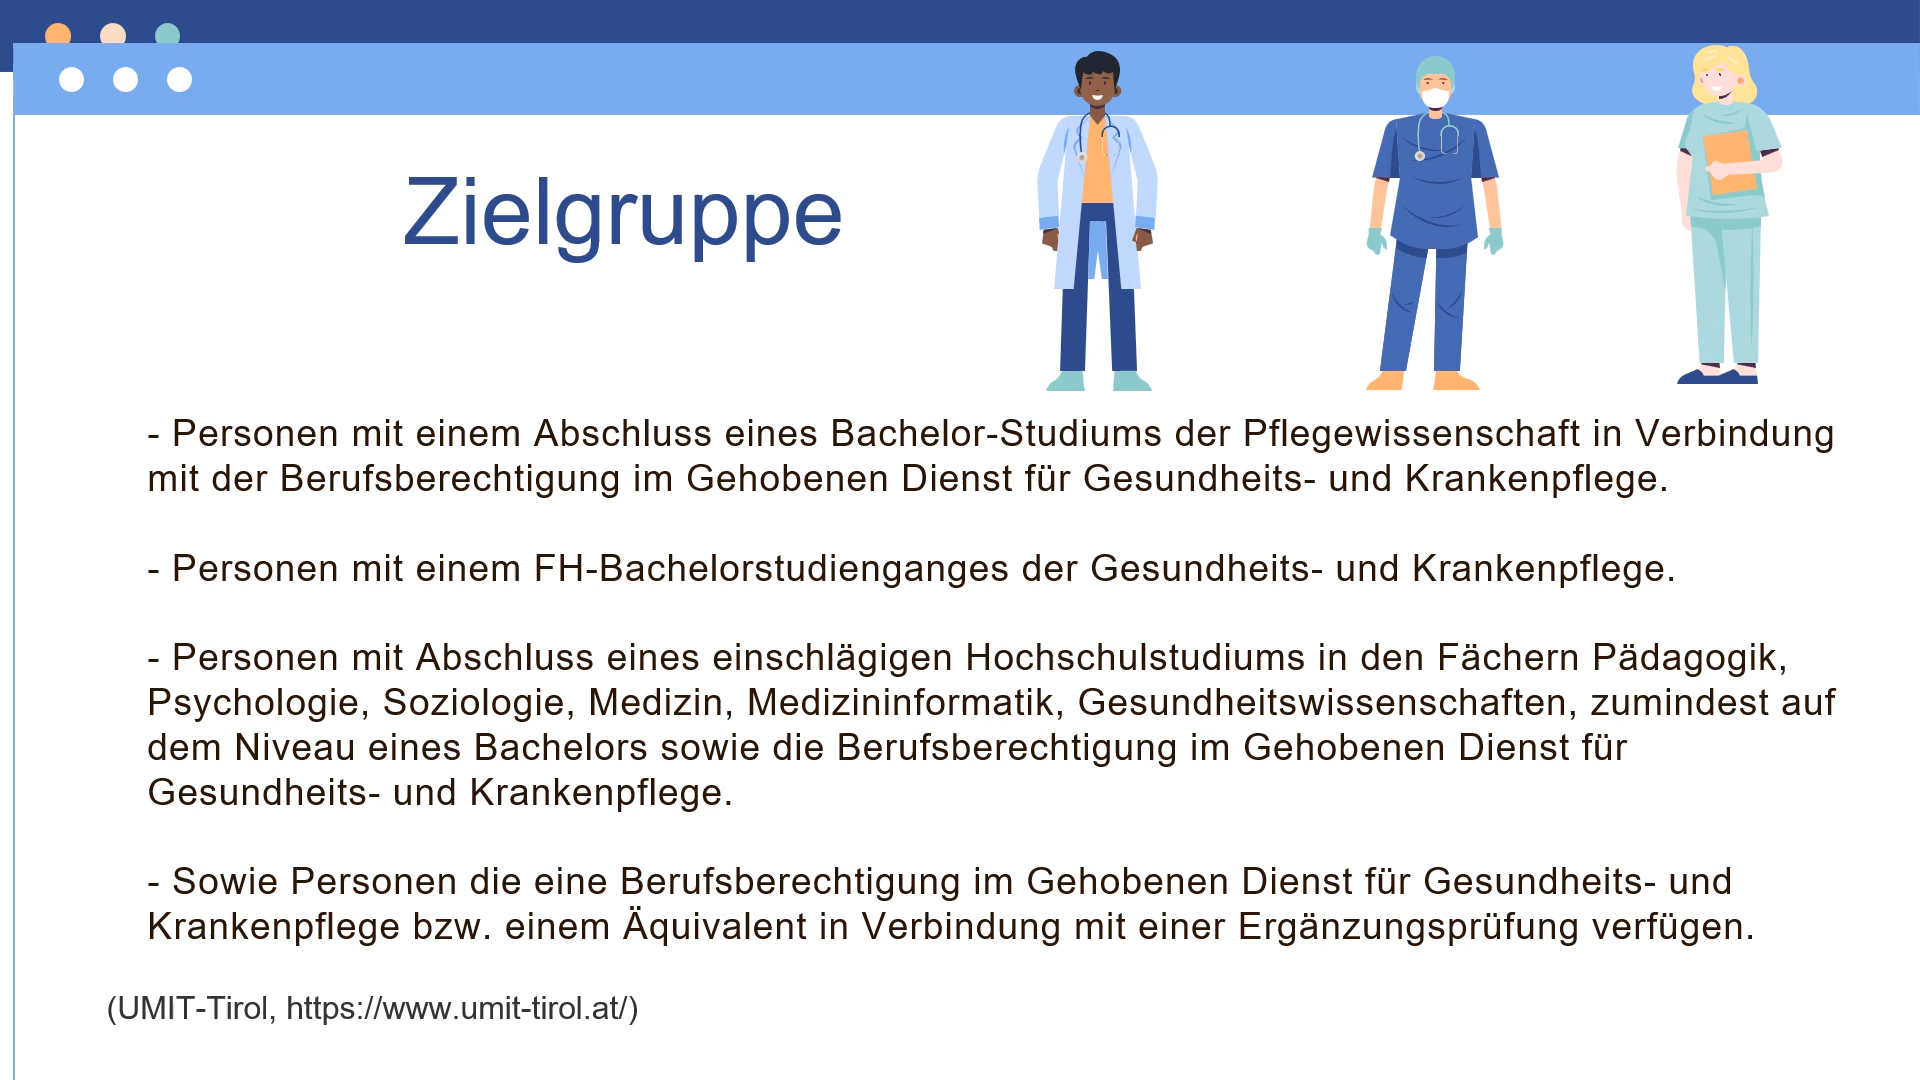 Zielgruppe
- Personen mit einem Abschluss eines Bachelor-Studiums der Pflegewissenschaft in Verbindung
mit der Berufsberechtigung im Gehobenen Dienst für Gesundheits- und Krankenpflege.
- Personen mit einem FH-Bachelorstudienganges der Gesundheits- und Krankenpflege.
- Personen mit Abschluss eines einschlägigen Hochschulstudiums in den Fächern Pädagogik,
Psychologie, Soziologie, Medizin, Medizininformatik, Gesundheitswissenschaften, zumindest auf
dem Niveau eines Bachelors sowie die Berufsberechtigung im Gehobenen Dienst für
Gesundheits- und Krankenpflege.
- Sowie Personen die eine Berufsberechtigung im Gehobenen Dienst für Gesundheits- und
Krankenpflege bzw. einem Äquivalent in Verbindung mit einer Ergänzungsprüfung verfügen.
(UMIT-Tirol, https://www.umit-tirol.at/)